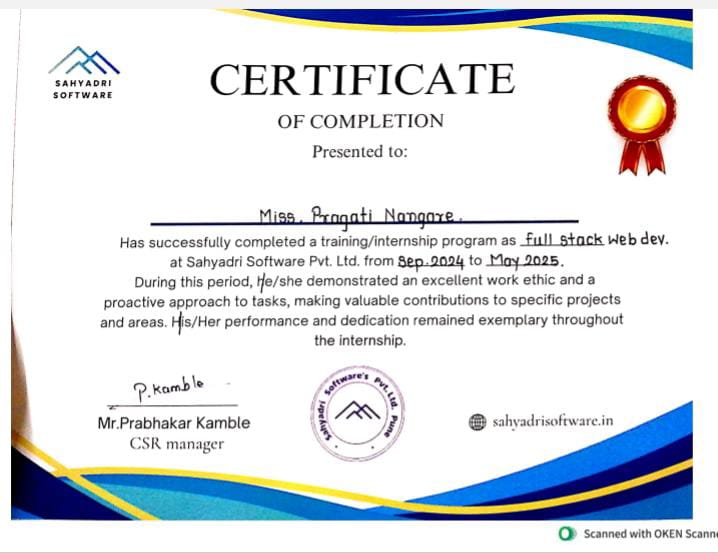 SAHYADRI
SOFTWARE
CERTIFICATE
OF COMPLETION
Presented to:
Miss. Pragati Nangare.
Has successfully completed a training/internship program as full stack web dev.
at Sahyadri Software Pvt. Ltd. from Sep-2024 to May 2025.
During this period, He/she demonstrated an excellent work ethic and a
proactive approach to tasks, making valuable contributions to specific projects
and areas. His/Her performance and dedication remained exemplary throughout
the internship.
P. Kamble
Mr.Prabhakar Kamble
CSR manager
Sahyadri Software's Pvt. Ltd. Pune
sahyadrisoftware.in
Scanned with OKEN Scanne